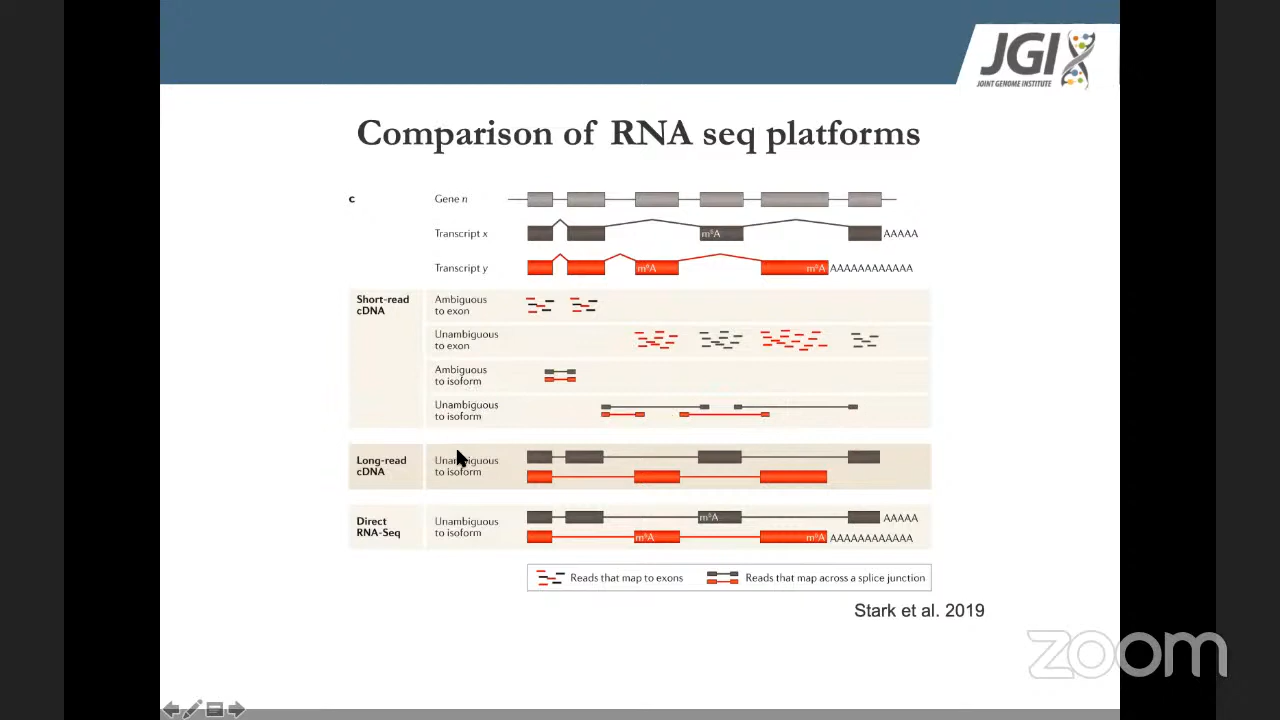 JGI
JOINT GENOME INSTITUTE
Comparison of RNA seq platforms
c
Gene n
Transcript x
m⁶A
AAAAA
Transcript y
m⁶A
m⁶A
AAAAAAAAAAAA
Short-read
cDNA
Ambiguous
to exon
Unambiguous
to exon
Ambiguous
to isoform
Unambiguous
to isoform
Long-read
cDNA
Unambiguous
to isoform
Direct
RNA-Seq
Unambiguous
to isoform
m⁶A
AAAAA
m⁶A
m⁶A
AAAAAAAAAAAA
Reads that map to exons
Reads that map across a splice junction
Stark et al. 2019
zoom